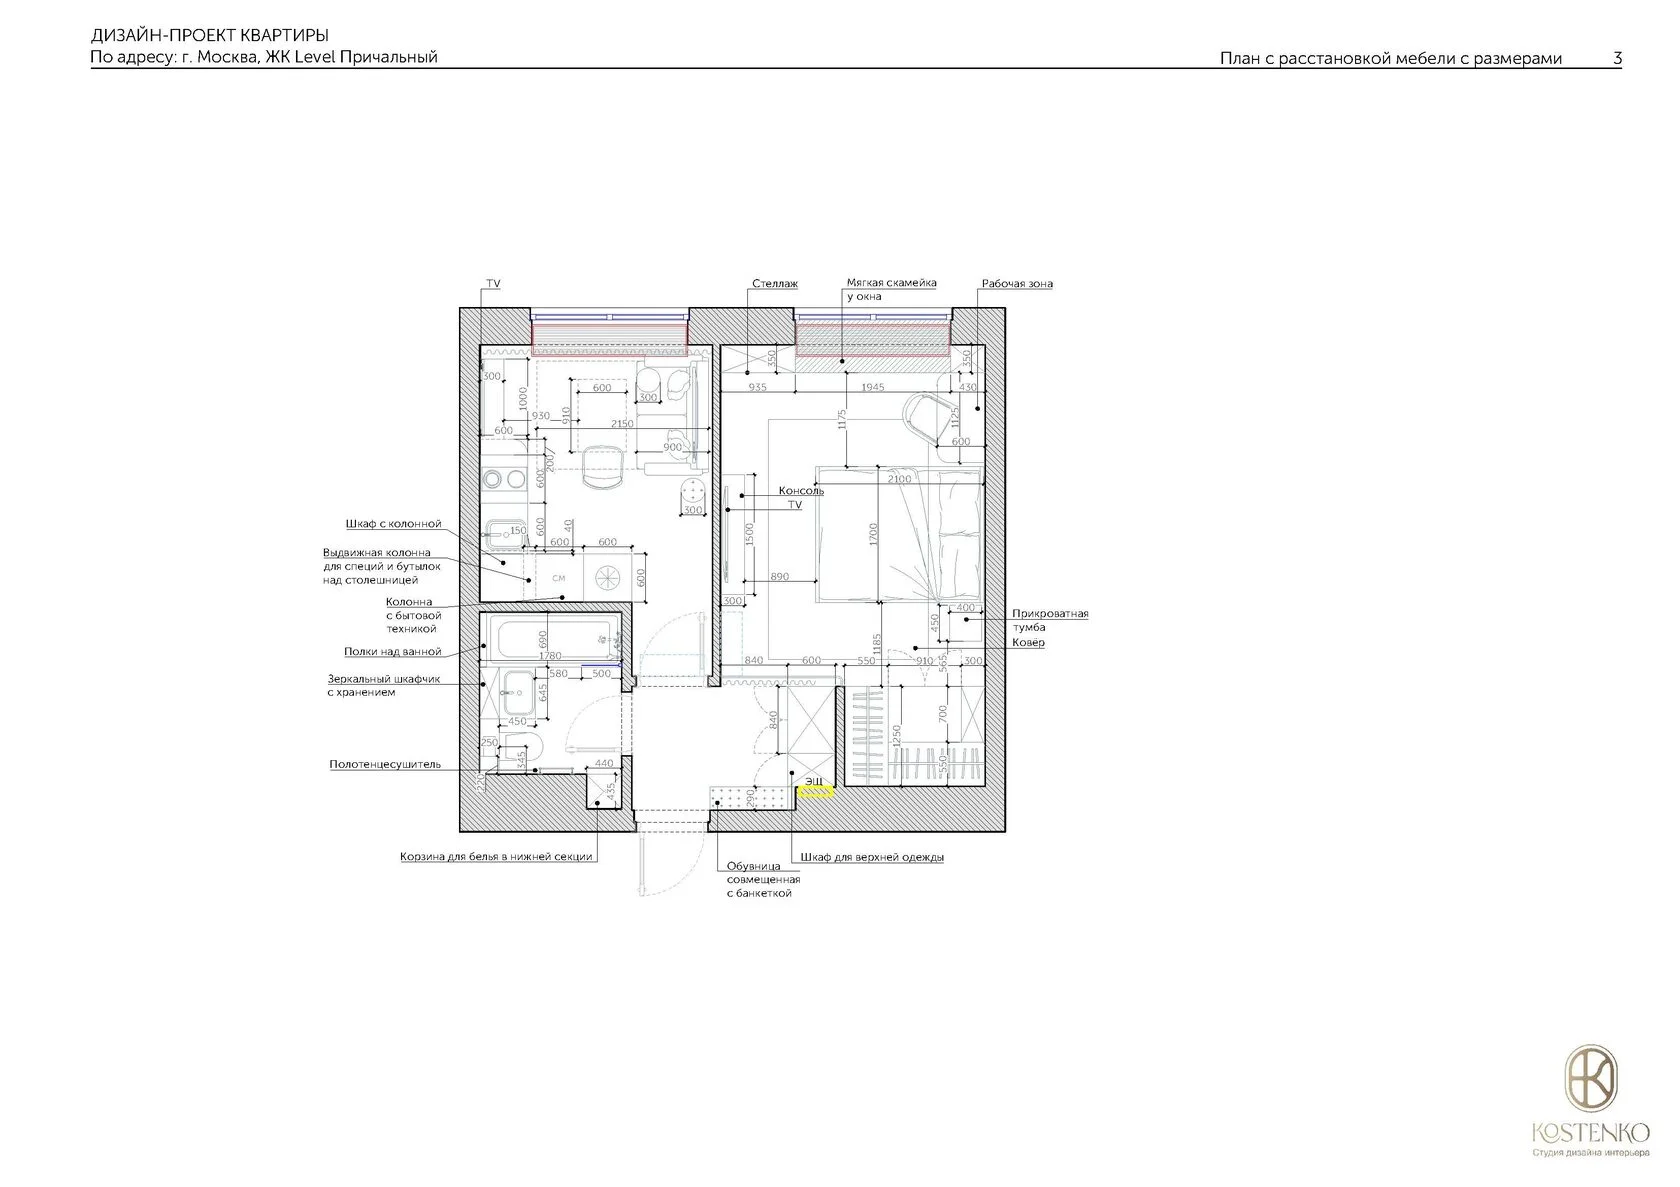 ДИЗАЙН-ПРОЕКТ КВАРТИРЫ
По адресу: г. Москва, ЖК Level Причальный
План с расстановкой мебели с размерами
3
TV
Стеллаж
Мягкая скамейка
у окна
Рабочая зона
300
1000
600
930
910
600
300
2150
900
200
600
600
150
40
600
600
600
300
СМ
350
350
935
1945
430
1175
1125
600
2100
Консоль
TV
1500
1700
890
300
400
450
1185
565
840
600
550
910
300
840
1250
700
550
ЭЩ
290
690
1780
580
500
645
450
250
345
220
440
435
Шкаф с колонной
Выдвижная колонна
для специй и бутылок
над столешницей
Колонна
с бытовой
техникой
Полки над ванной
Зеркальный шкафчик
с хранением
Полотенцесушитель
Прикроватная
тумба
Ковёр
Корзина для белья в нижней секции
Обувница
совмещенная
с банкеткой
Шкаф для верхней одежды
KOSTENKO
Студия дизайна интерьера